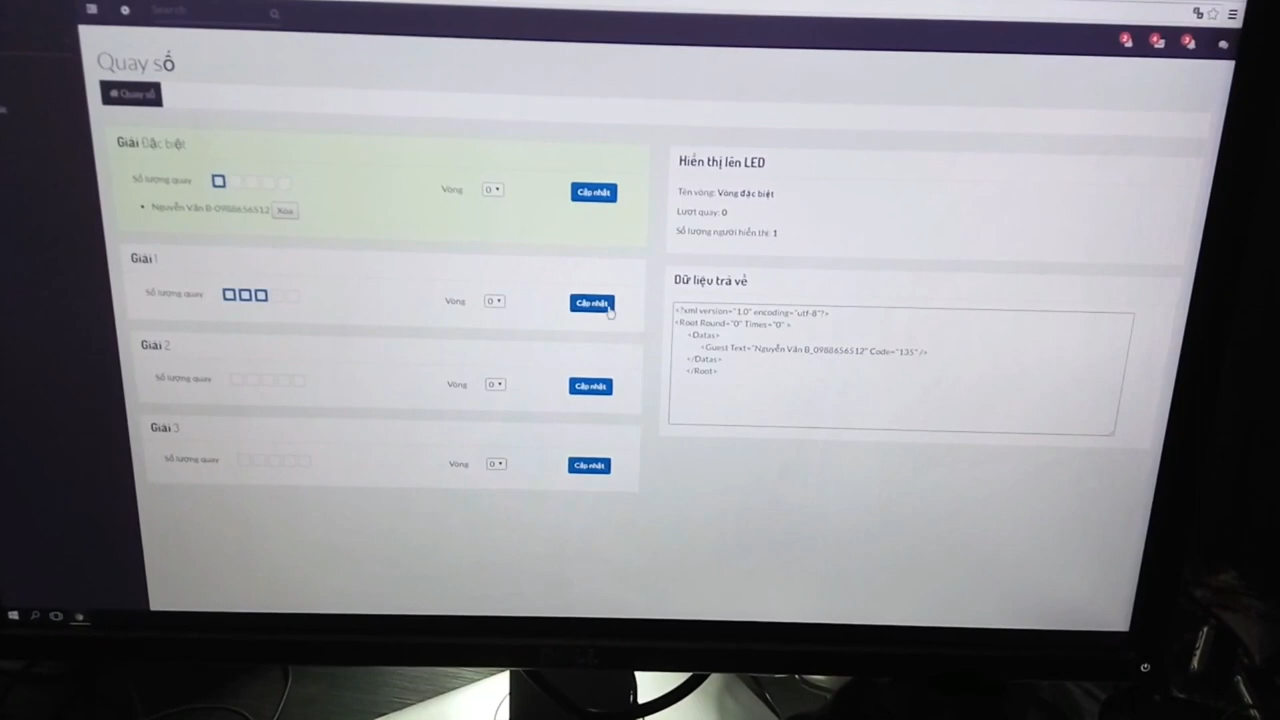 Search
2
4
3
Quay số
Quay số
Giải Đặc biệt
Số lượng quay
Vòng
0
Cập nhật
Nguyễn Văn B-0988656512
Xóa
Giải 1
Số lượng quay
Vòng
0
Cập nhật
Giải 2
Số lượng quay
Vòng
0
Cập nhật
Giải 3
Số lượng quay
Vòng
0
Cập nhật
Hiển thị lên LED
Tên vòng: Vòng đặc biệt
Lượt quay: 0
Số lượng người hiển thị: 1
Dữ liệu trả về
<?xml version="1.0" encoding="utf-8"?>
<Root Round="0" Times="0" >
<Datas>
<Guest Text="Nguyễn Văn B_0988656512" Code="135" />
</Datas>
</Root>